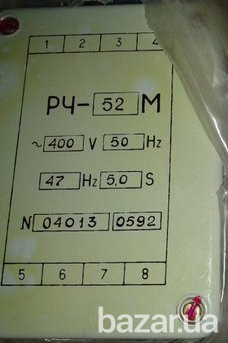 1 2 3 4
РЧ-52 М
~ 400 V 50 Hz
47 Hz 5,0 S
N 04013 0592
5 6 7 8
bazar.ua